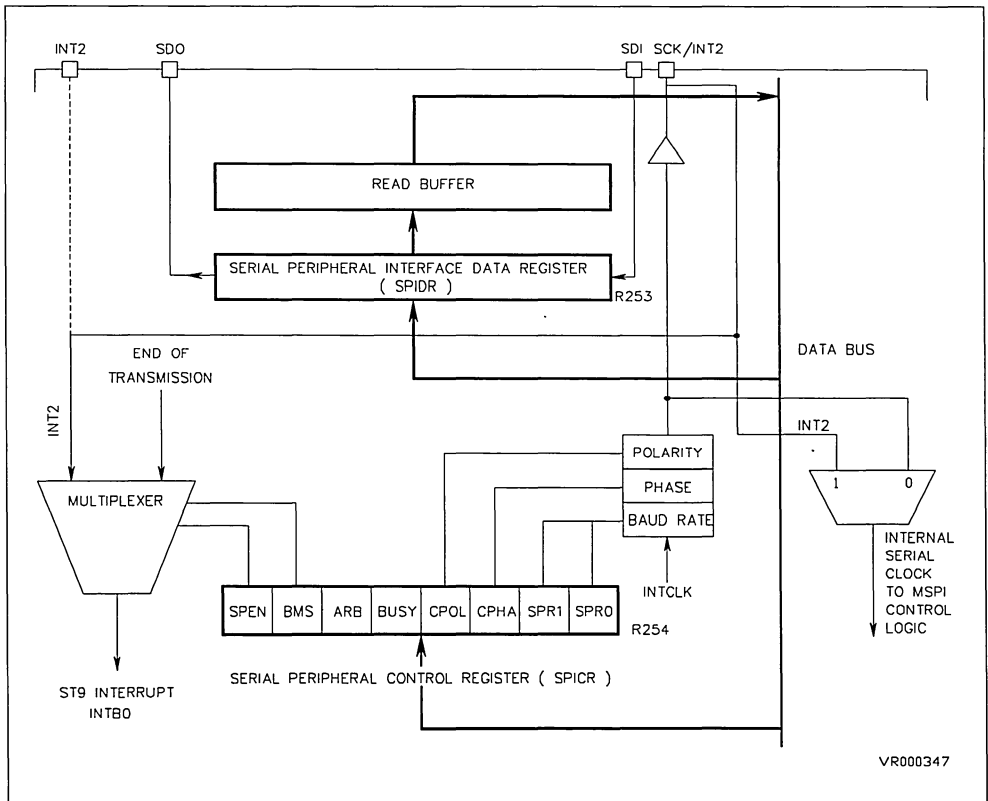 INT2 SDO SDI SCK/INT2
READ BUFFER
SERIAL PERIPHERAL INTERFACE DATA REGISTER
( SPIDR )
R253
END OF
TRANSMISSION
DATA BUS
INT2
INT2
POLARITY
PHASE
BAUD RATE
MULTIPLEXER
1 0
INTERNAL
SERIAL
CLOCK
TO MSPI
CONTROL
LOGIC
INTCLK
SPEN BMS ARB BUSY CPOL CPHA SPR1 SPR0
R254
SERIAL PERIPHERAL CONTROL REGISTER ( SPICR )
ST9 INTERRUPT
INTB0
VR000347